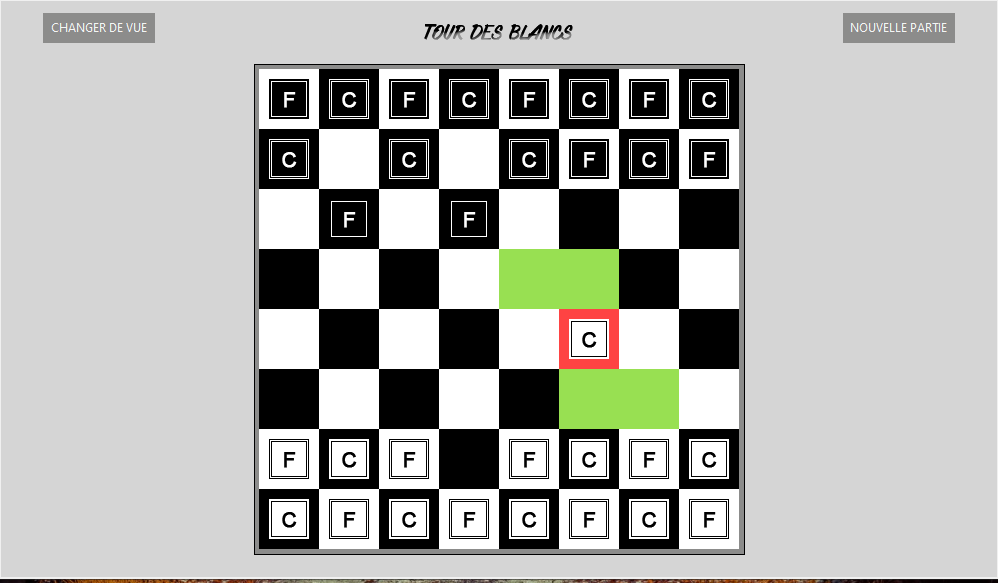 CHANGER DE VUE TOUR DES BLANCS NOUVELLE PARTIE
F C F C F C F C
C C C F C F
F F
C
F C F F C F C
C F C F C F C F